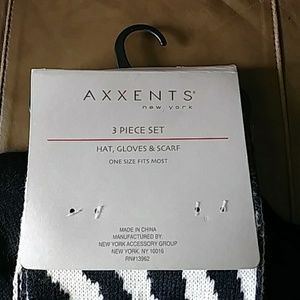 AXXENTS®
new york
3 PIECE SET
HAT, GLOVES & SCARF
ONE SIZE FITS MOST
MADE IN CHINA
MANUFACTURED BY:
NEW YORK ACCESSORY GROUP
NEW YORK, NY 10016
RN#13962